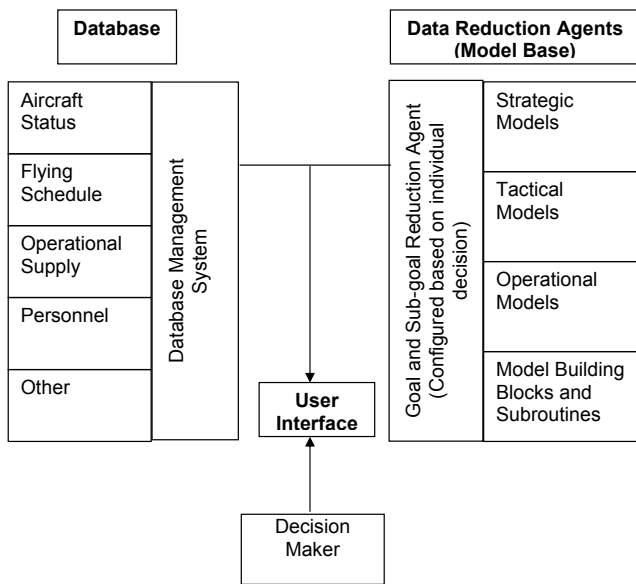 Database
Aircraft
Status
Flying
Schedule
Operational
Supply
Personnel
Other
Database Management
System
User
Interface
Decision
Maker
Data Reduction Agents
(Model Base)
Goal and Sub-goal Reduction Agent
(Configured based on individual
decision)
Strategic
Models
Tactical
Models
Operational
Models
Model Building
Blocks and
Subroutines